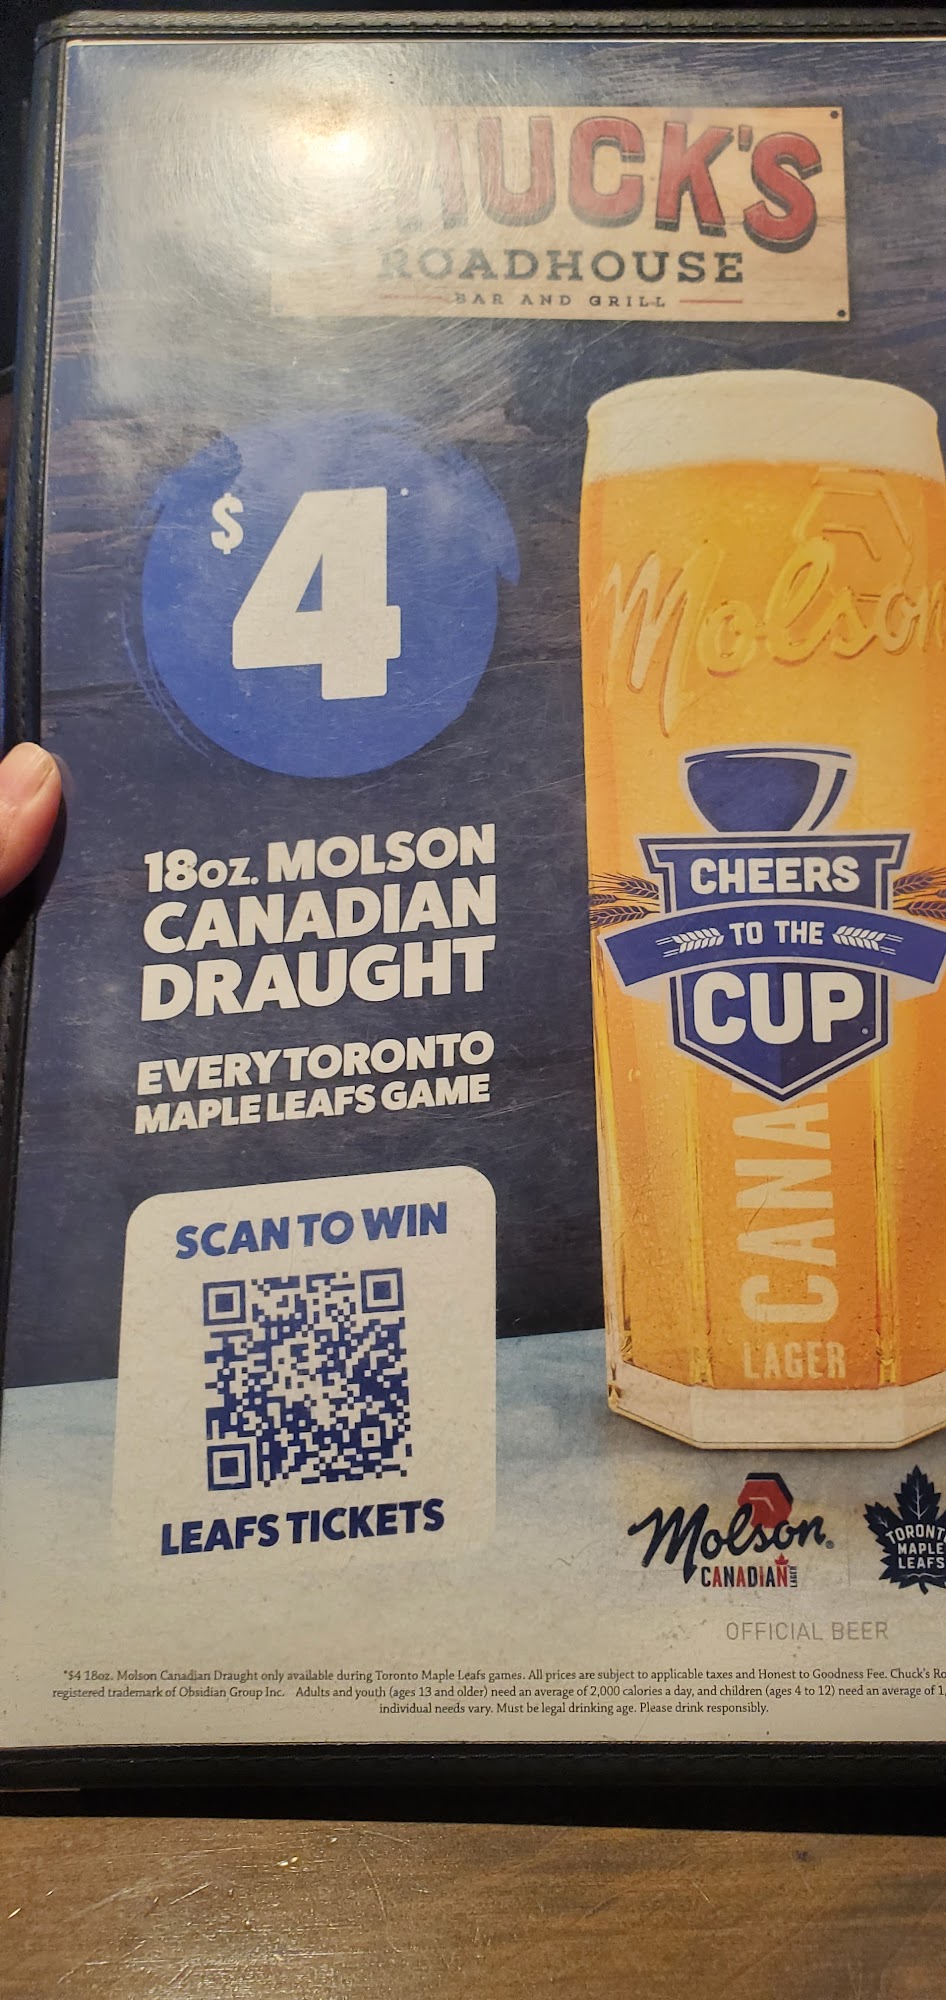 HUCK'S
ROADHOUSE
BAR AND GRILL
$4*
18oz. MOLSON
CANADIAN
DRAUGHT
EVERY TORONTO
MAPLE LEAFS GAME
SCAN TO WIN
LEAFS TICKETS
Molson
CHEERS
TO THE
CUP
CANA
LAGER
Molson
CANADIAN
LAGER
TORONT
MAPLE
LEAFS
OFFICIAL BEER
*$4 18oz. Molson Canadian Draught only available during Toronto Maple Leafs games. All prices are subject to applicable taxes and Honest to Goodness Fee. Chuck's Ro
registered trademark of Obsidian Group Inc. Adults and youth (ages 13 and older) need an average of 2,000 calories a day, and children (ages 4 to 12) need an average of 1,
individual needs vary. Must be legal drinking age. Please drink responsibly.